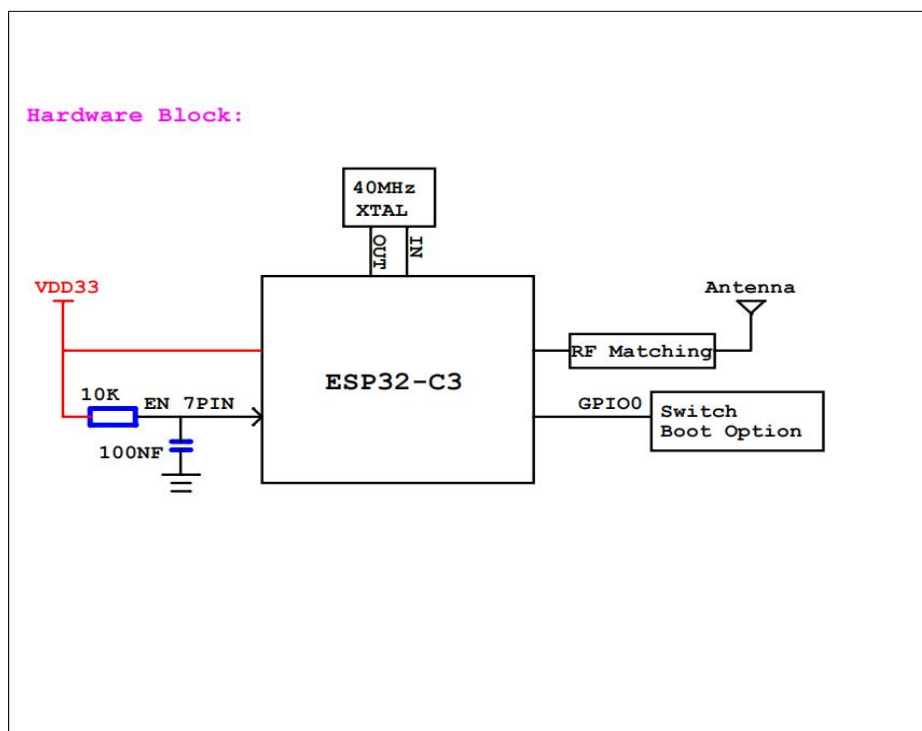 Hardware Block:
40MHz
XTAL
OUT
IN
VDD33
Antenna
RF Matching
ESP32-C3
10K
EN 7PIN
GPIO0
Switch
Boot Option
100NF